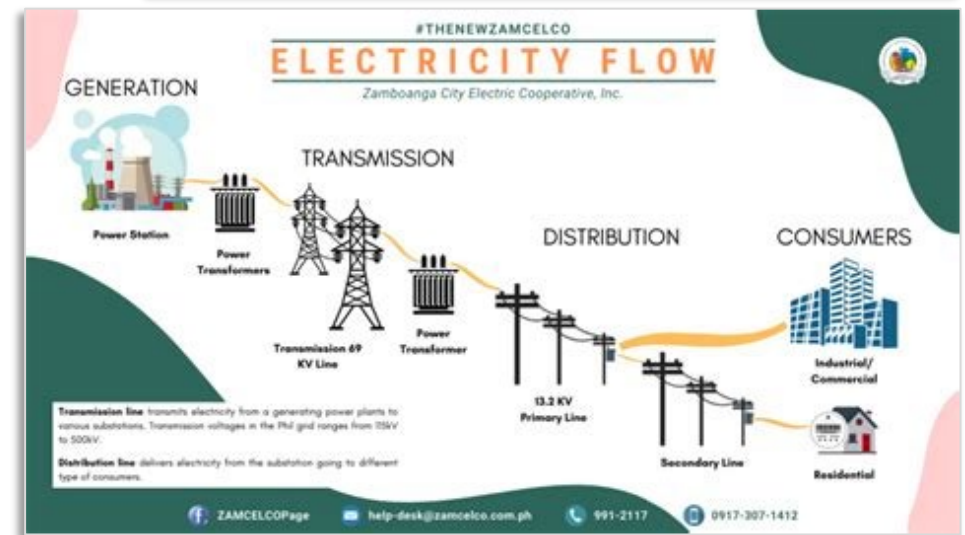 #THENEWZAMCELCO
ELECTRICITY FLOW
Zamboanga City Electric Cooperative, Inc.
GENERATION
Power Station
Power
Transformers
TRANSMISSION
Transmission 69
KV Line
Power
Transformer
DISTRIBUTION
13.2 KV
Primary Line
Secondary Line
CONSUMERS
Industrial/
Commercial
Residential
Transmission line transmits electricity from a generating power plants to
various substations. Transmission voltages in the Phil grid ranges from 115kV
to 500kV.
Distribution line delivers electricity from the substation going to different
type of consumers.
ZAMCELCOPage help-desk@zamcelco.com.ph 991-2117 0917-307-1412